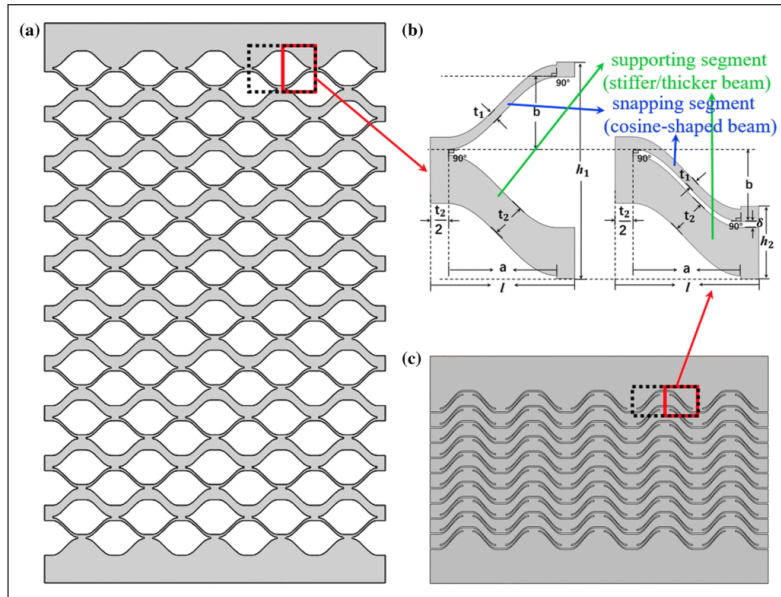 (a)
(b)
supporting segment
(stiffer/thicker beam)
snapping segment
(cosine-shaped beam)
90°
t₁
b
h₁
90°
t₂
t₂
2
a
l
90°
t₁
b
t₂
90°
δ
h₂
t₂
2
a
l
(c)